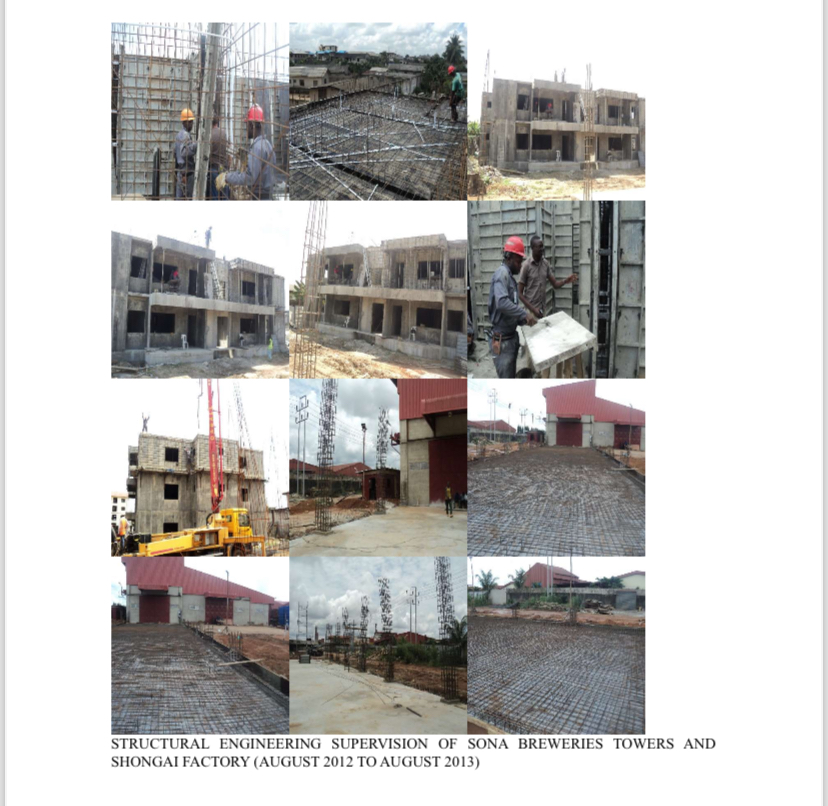 STRUCTURAL ENGINEERING SUPERVISION OF SONA BREWERIES TOWERS AND
SHONGAI FACTORY (AUGUST 2012 TO AUGUST 2013)